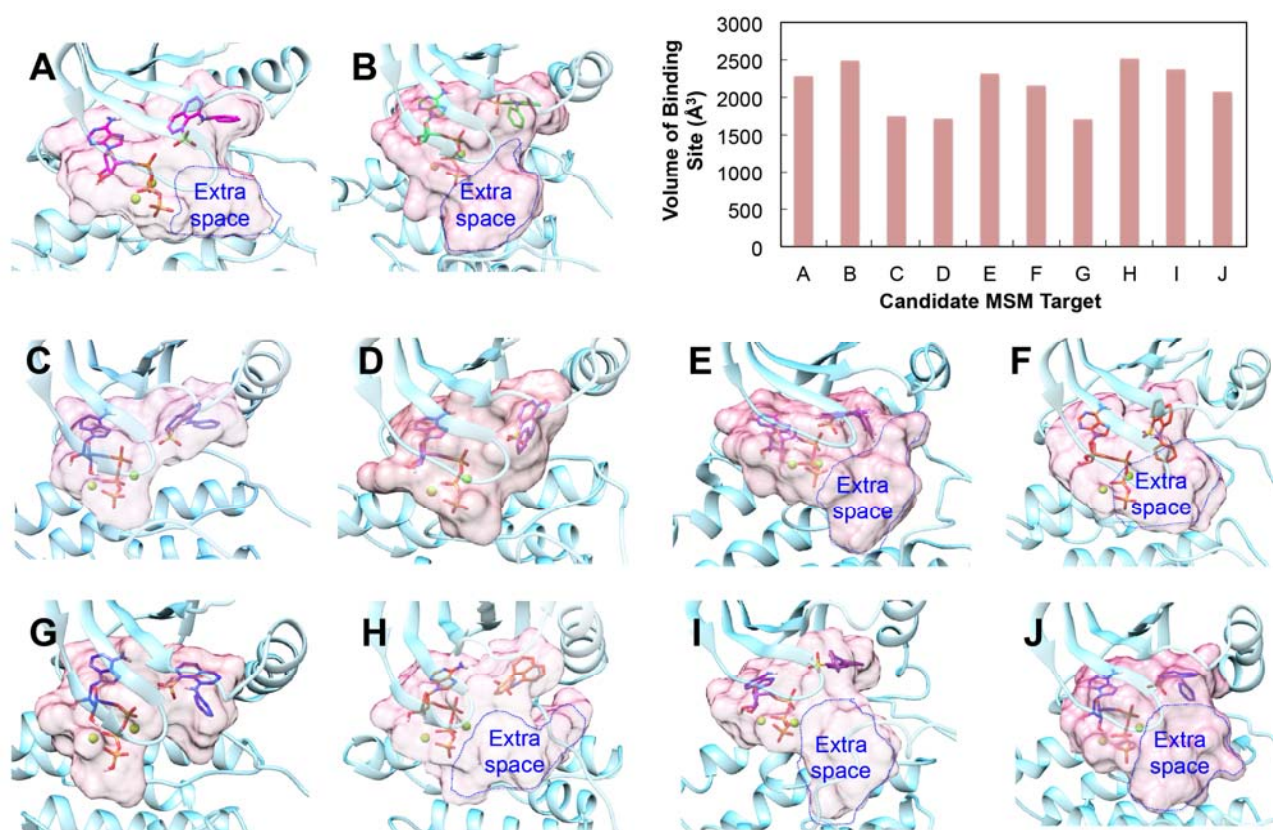 A
Extra
space
B
Extra
space
3000
2500
2000
1500
1000
500
0
Volume of Binding
Site (Å³)
A B C D E F G H I J
Candidate MSM Target
C
D
E
Extra
space
F
Extra
space
G
H
Extra
space
I
Extra
space
J
Extra
space